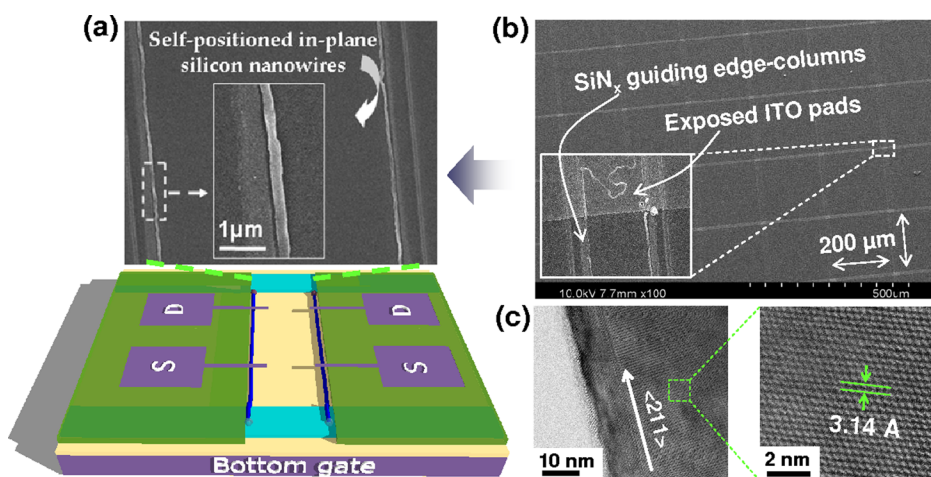 (a)
Self-positioned in-plane
silicon nanowires
1μm
D
D
S
S
Bottom gate
(b)
SiNx guiding edge-columns
Exposed ITO pads
200 μm
10.0kV 7.7mm x100
500um
(c)
<211>
10 nm
3.14 A
2 nm